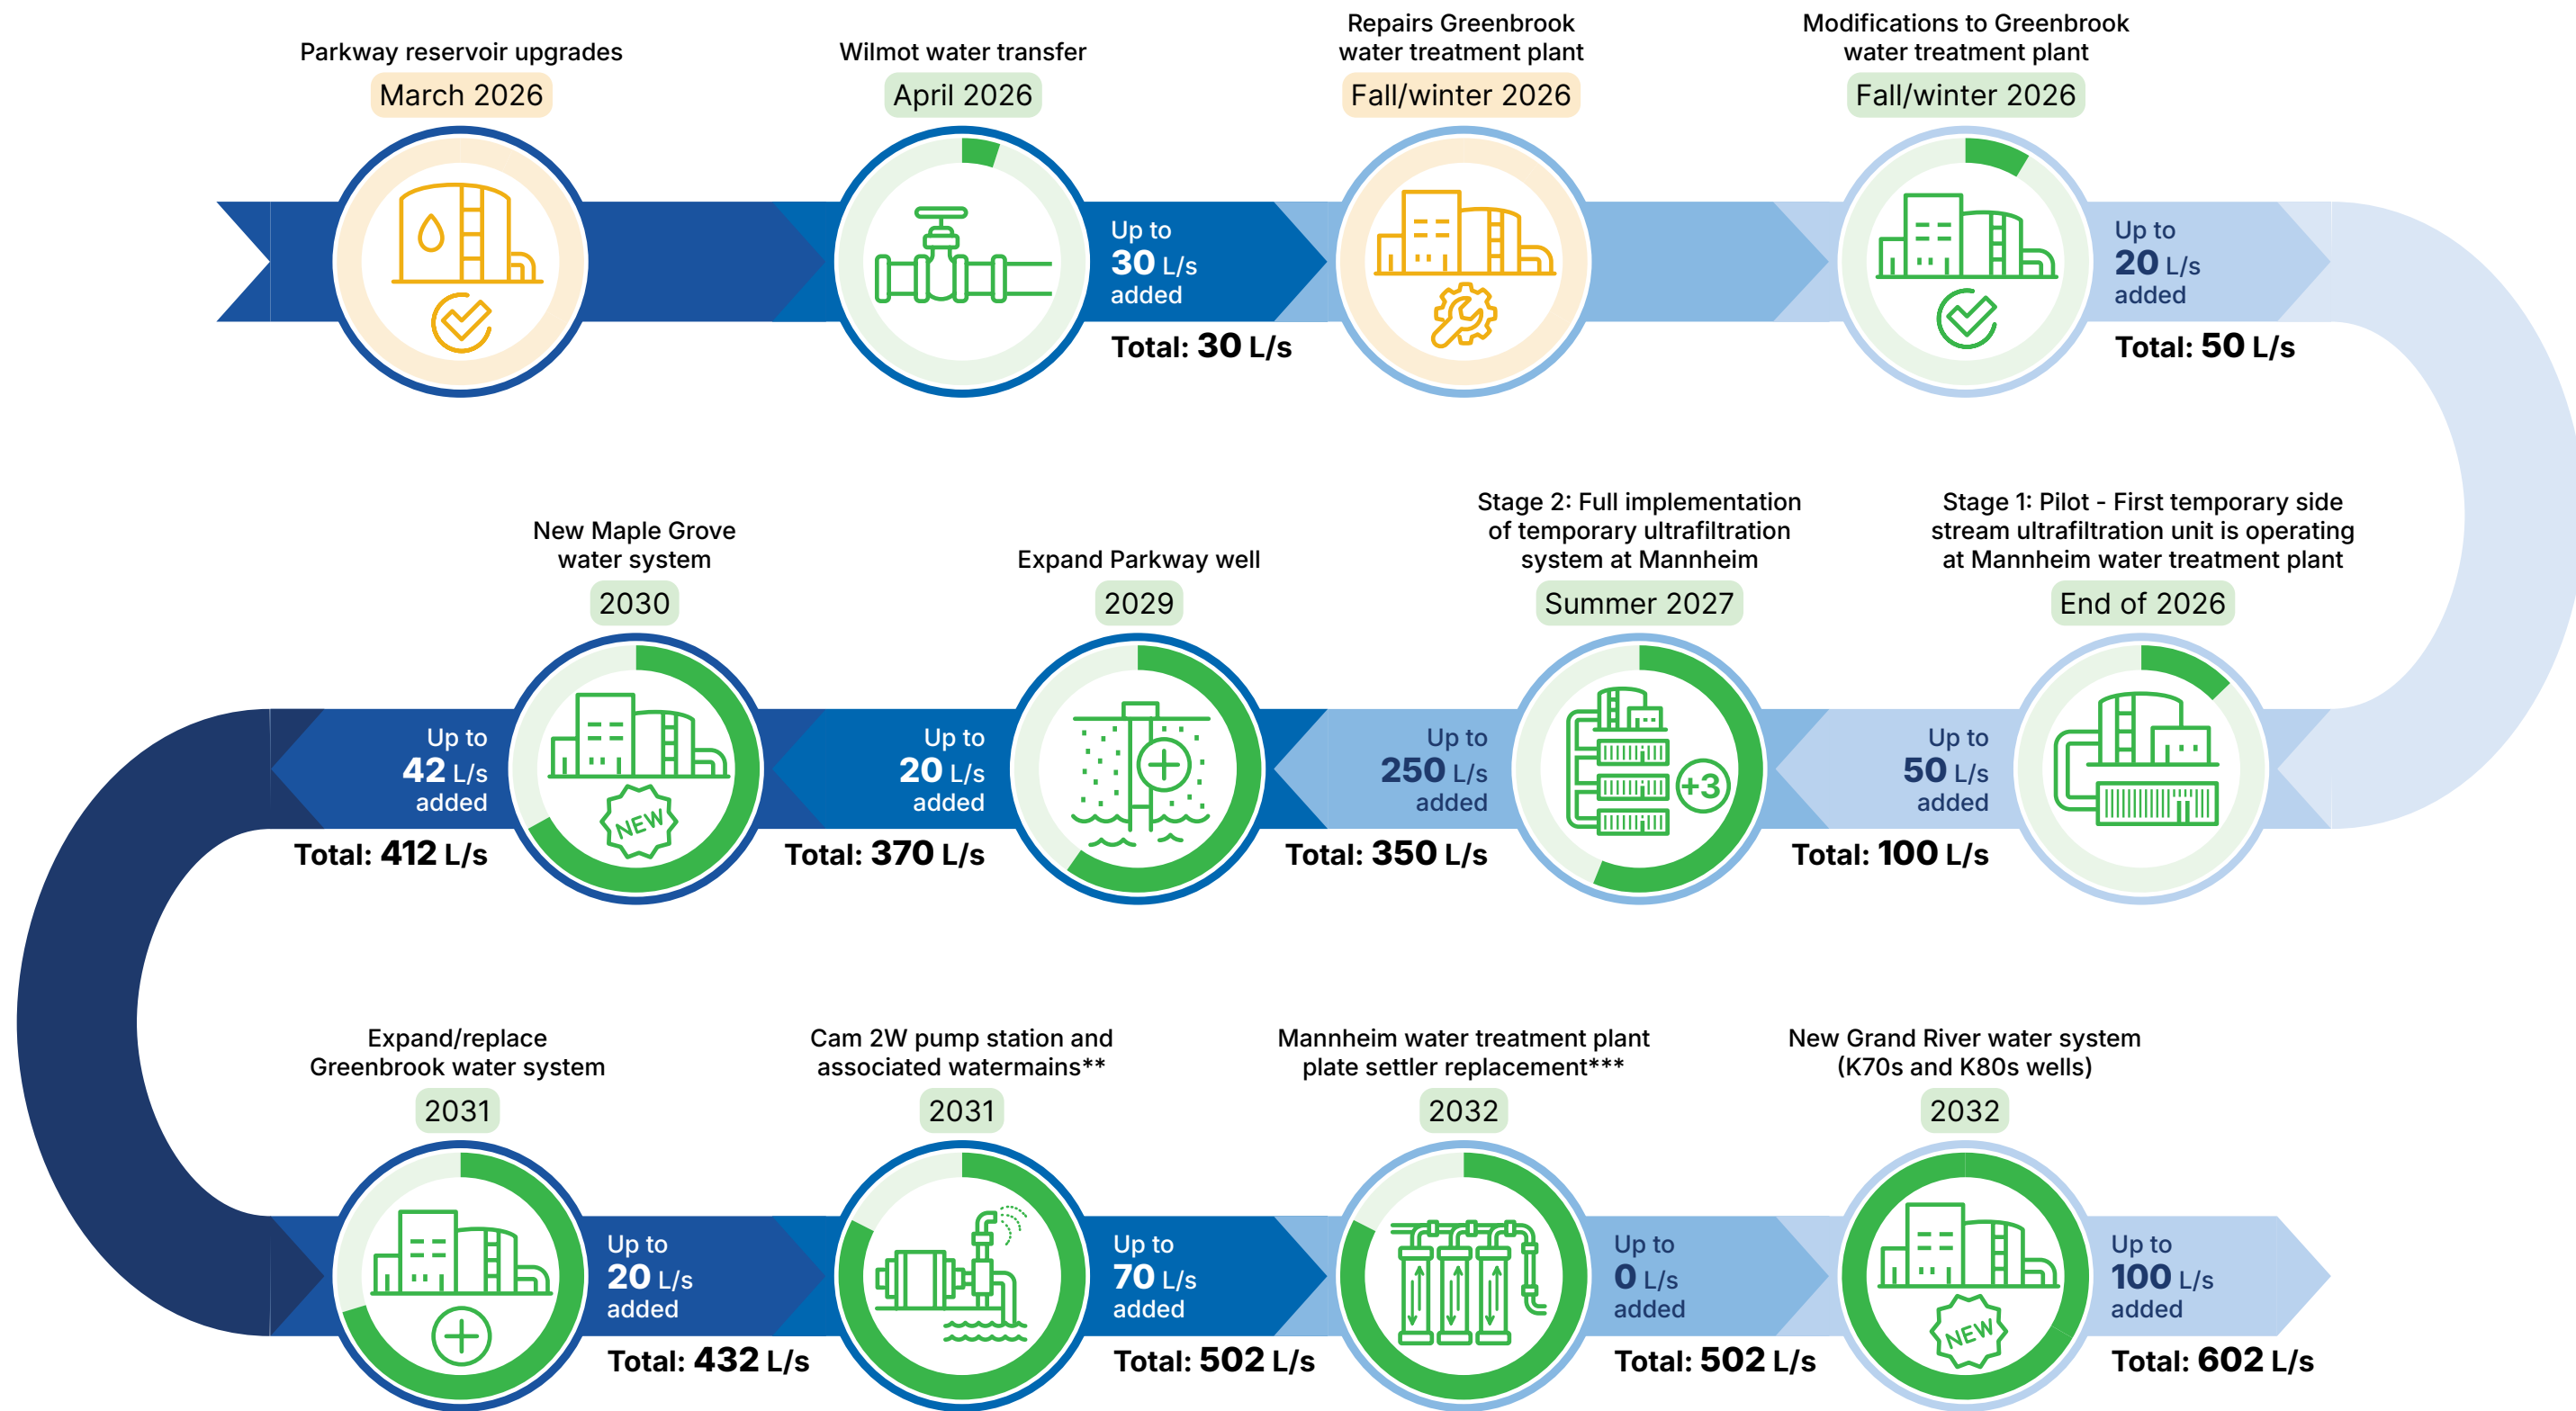 Parkway reservoir upgrades
March 2026
Wilmot water transfer
April 2026
Up to
30 L/s
added
Total: 30 L/s
Repairs Greenbrook
water treatment plant
Fall/winter 2026
Modifications to Greenbrook
water treatment plant
Fall/winter 2026
Up to
20 L/s
added
Total: 50 L/s
Stage 1: Pilot - First temporary side
stream ultrafiltration unit is operating
at Mannheim water treatment plant
End of 2026
Up to
50 L/s
added
Total: 100 L/s
Stage 2: Full implementation
of temporary ultrafiltration
system at Mannheim
Summer 2027
+3
Up to
250 L/s
added
Total: 350 L/s
Expand Parkway well
2029
Up to
20 L/s
added
Total: 370 L/s
New Maple Grove
water system
2030
NEW
Up to
42 L/s
added
Total: 412 L/s
Expand/replace
Greenbrook water system
2031
Up to
20 L/s
added
Total: 432 L/s
Cam 2W pump station and
associated watermains**
2031
Up to
70 L/s
added
Total: 502 L/s
Mannheim water treatment plant
plate settler replacement***
2032
Up to
0 L/s
added
Total: 502 L/s
New Grand River water system
(K70s and K80s wells)
2032
NEW
Up to
100 L/s
added
Total: 602 L/s